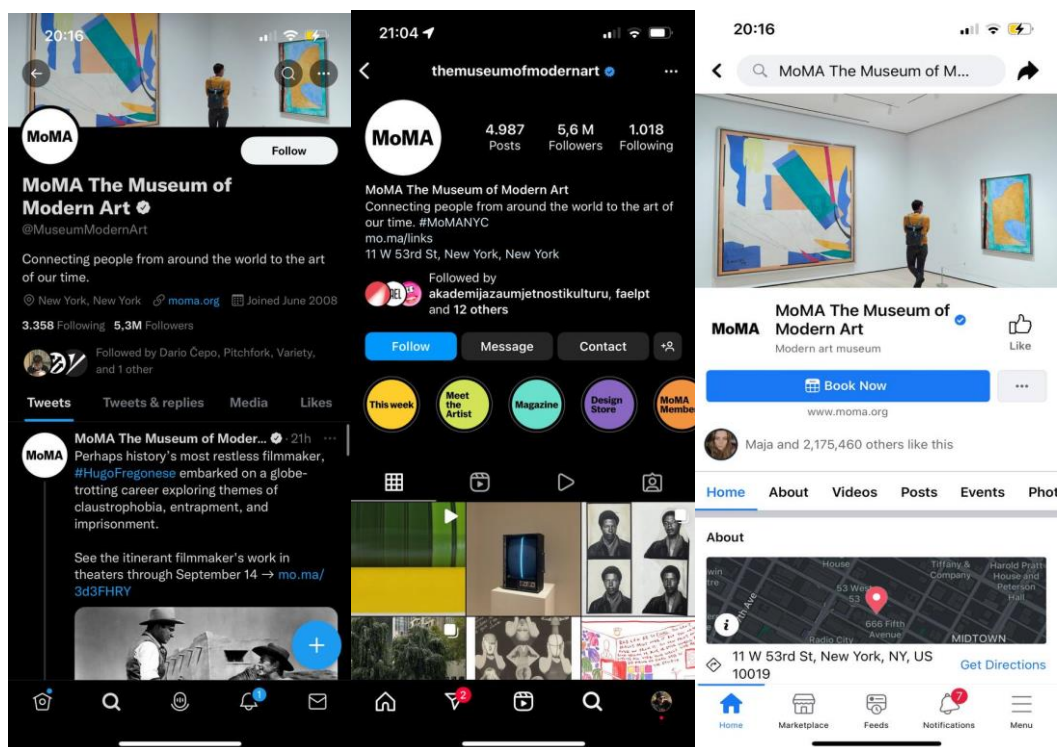 20:16
MoMA
Follow
MoMA The Museum of
Modern Art
@MuseumModernArt
Connecting people from around the world to the art
of our time.
New York, New York moma.org Joined June 2008
3.358 Following 5,3M Followers
Followed by Dario Čepo, Pitchfork, Variety,
and 1 other
Tweets Tweets & replies Media Likes
MoMA
MoMA The Museum of Moder... · 21h
Perhaps history's most restless filmmaker,
#HugoFregonese embarked on a globe-
trotting career exploring themes of
claustrophobia, entrapment, and
imprisonment.
See the itinerant filmmaker's work in
theaters through September 14 → mo.ma/
3d3FHRY
1
21:04
themuseumofmodernart
MoMA
4.987 5,6 M 1.018
Posts Followers Following
MoMA The Museum of Modern Art
Connecting people from around the world to the art of
our time. #MoMANYC
mo.ma/links
11 W 53rd St, New York, New York
Followed by
akademijazaumjetnostikulturu, faelpt
and 12 others
Follow Message Contact
This week
Meet
the
Artist
Magazine
Design
Store
MoMA
Membe
2
20:16
MoMA The Museum of M...
MoMA
MoMA The Museum of
Modern Art
Modern art museum
Like
Book Now
www.moma.org
Maja and 2,175,460 others like this
Home About Videos Posts Events Phot
About
House
Tiffany &
Company
Harold Pratt
House and
Peterson
Hall
53 West
53
666 Fifth
Avenue
Radio City
MIDTOWN
11 W 53rd St, New York, NY, US
10019
Get Directions
7
Home Marketplace Feeds Notifications Menu